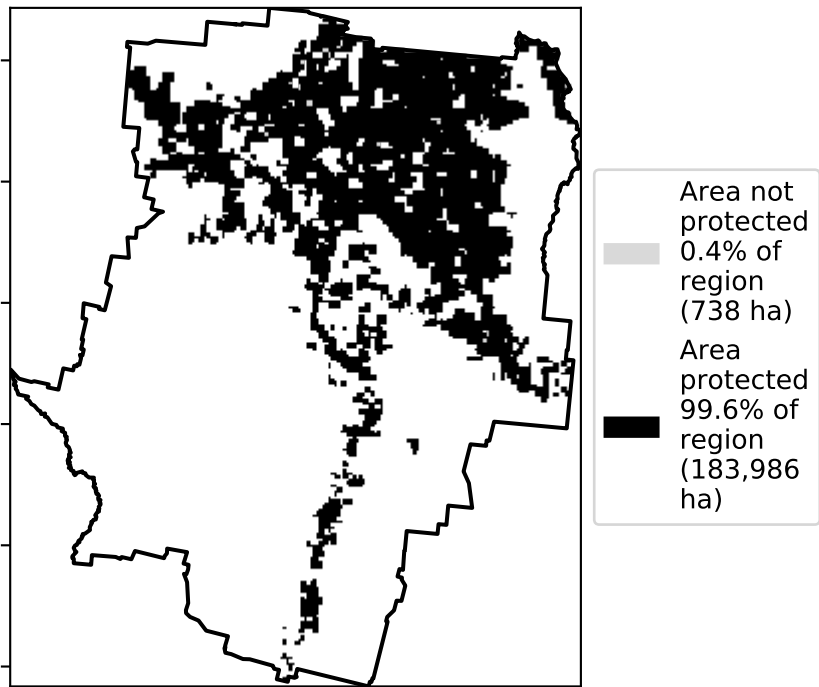 Area not
protected
0.4% of
region
(738 ha)
Area
protected
99.6% of
region
(183,986
ha)